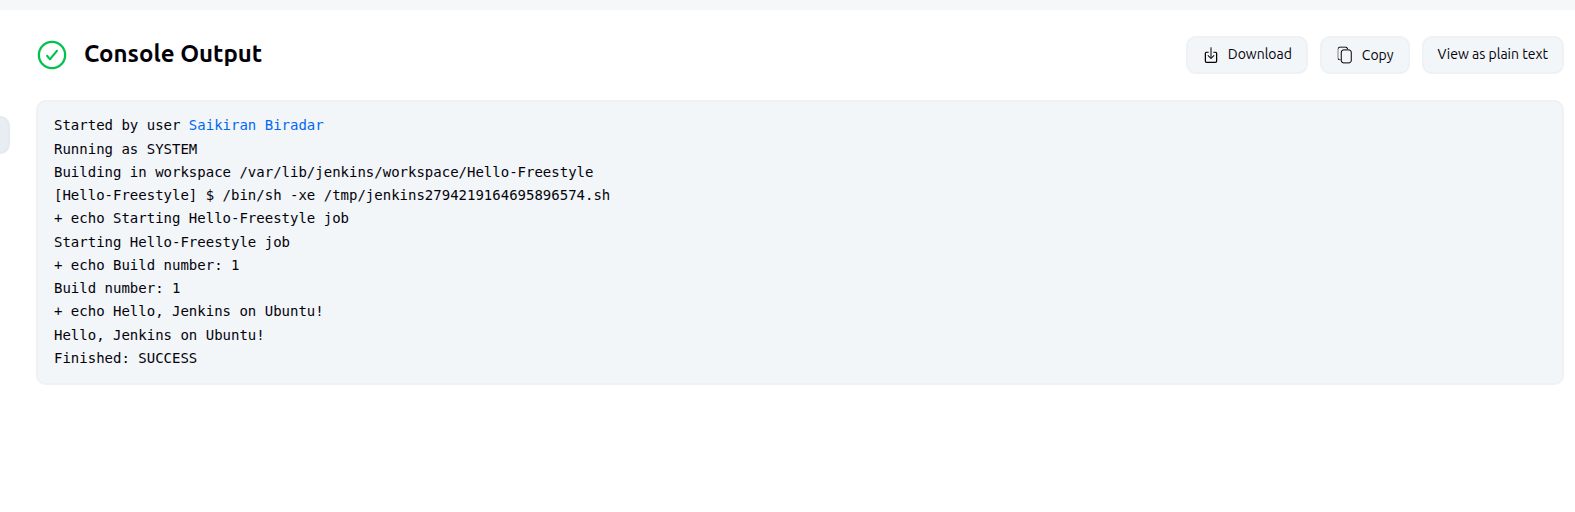 Console Output
Download
Copy
View as plain text
Started by user Saikiran Biradar
Running as SYSTEM
Building in workspace /var/lib/jenkins/workspace/Hello-Freestyle
[Hello-Freestyle] $ /bin/sh -xe /tmp/jenkins2794219164695896574.sh
+ echo Starting Hello-Freestyle job
Starting Hello-Freestyle job
+ echo Build number: 1
Build number: 1
+ echo Hello, Jenkins on Ubuntu!
Hello, Jenkins on Ubuntu!
Finished: SUCCESS